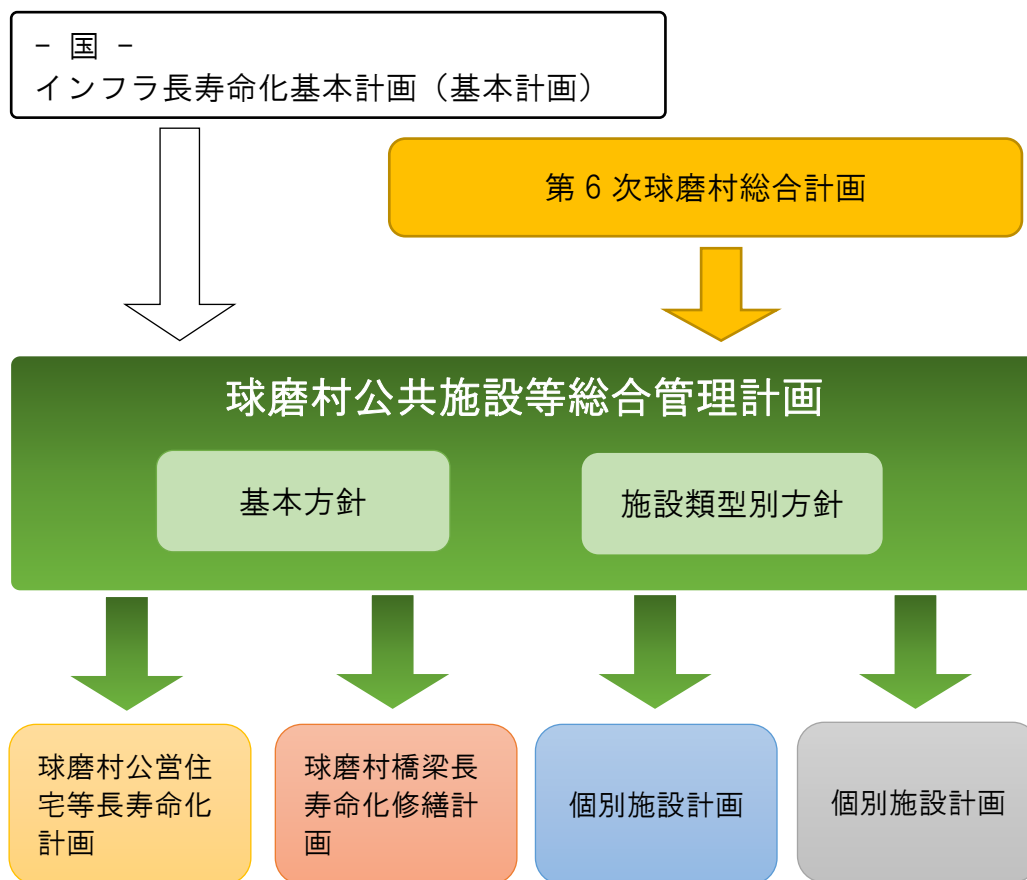 - 国 -
インフラ長寿命化基本計画（基本計画）
第６次球磨村総合計画
球磨村公共施設等総合管理計画
基本方針
施設類型別方針
球磨村公営住
宅等長寿命化
計画
球磨村橋梁長
寿命化修繕計
画
個別施設計画
個別施設計画